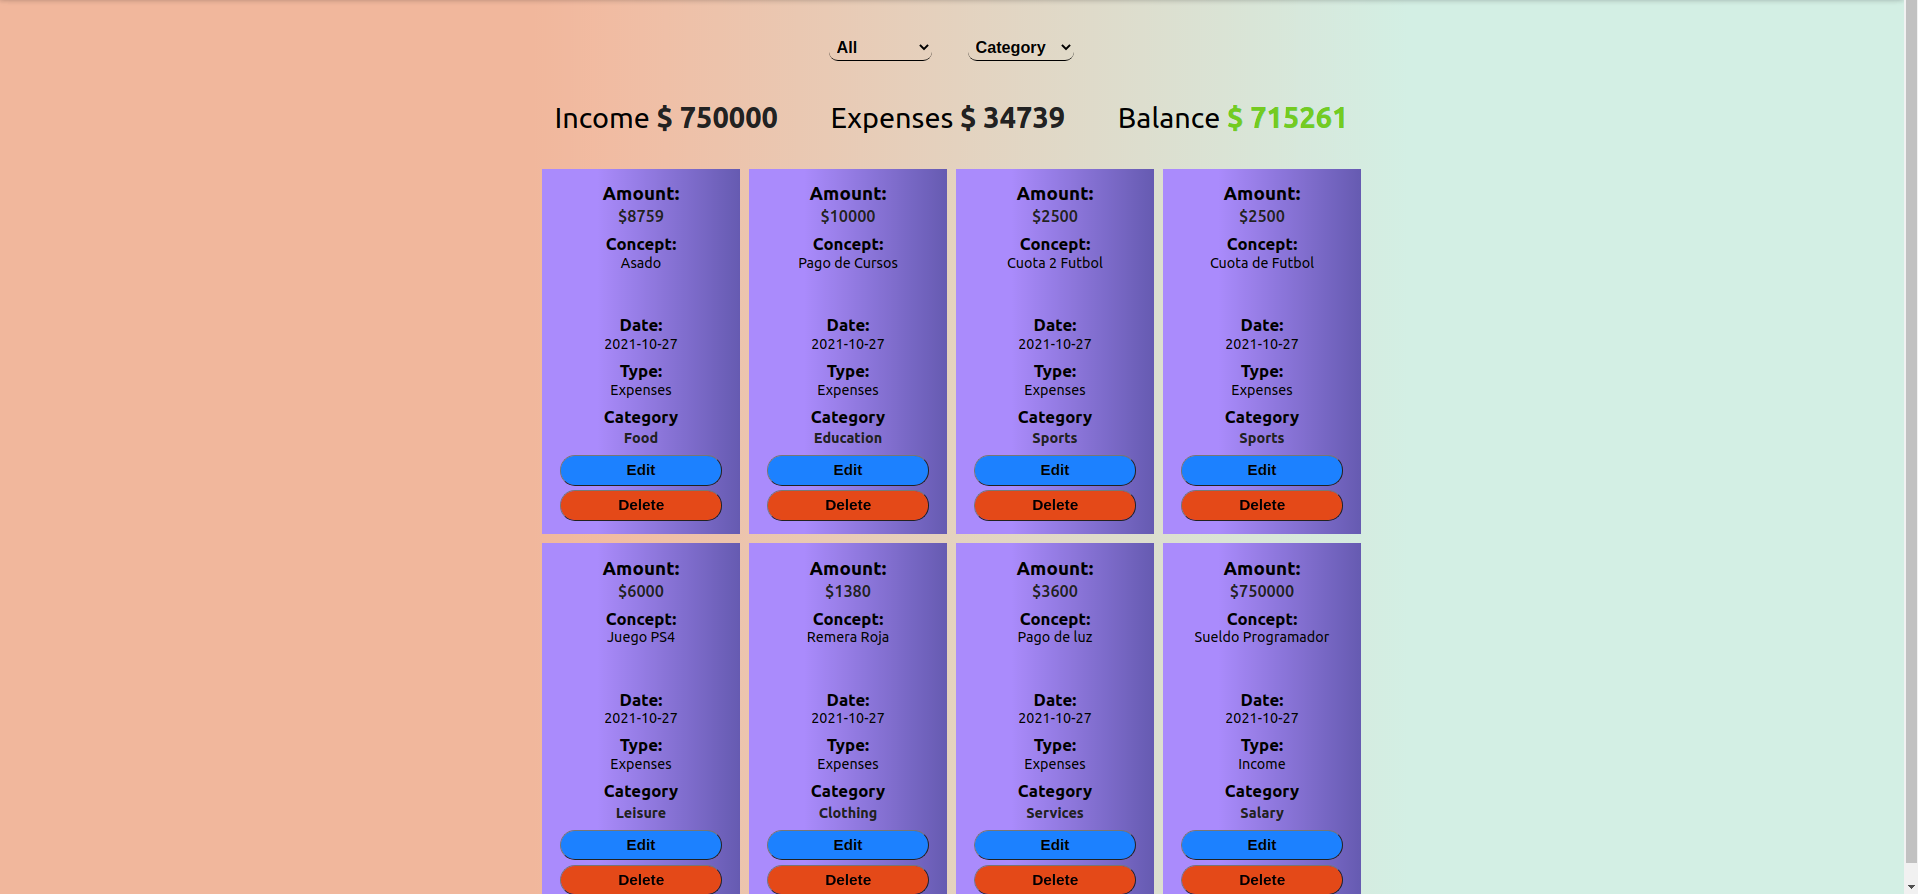 All Category
Income $ 750000 Expenses $ 34739 Balance $ 715261
Amount:
$8759
Concept:
Asado
Date:
2021-10-27
Type:
Expenses
Category
Food
Edit
Delete
Amount:
$10000
Concept:
Pago de Cursos
Date:
2021-10-27
Type:
Expenses
Category
Education
Edit
Delete
Amount:
$2500
Concept:
Cuota 2 Futbol
Date:
2021-10-27
Type:
Expenses
Category
Sports
Edit
Delete
Amount:
$2500
Concept:
Cuota de Futbol
Date:
2021-10-27
Type:
Expenses
Category
Sports
Edit
Delete
Amount:
$6000
Concept:
Juego PS4
Date:
2021-10-27
Type:
Expenses
Category
Leisure
Edit
Delete
Amount:
$1380
Concept:
Remera Roja
Date:
2021-10-27
Type:
Expenses
Category
Clothing
Edit
Delete
Amount:
$3600
Concept:
Pago de luz
Date:
2021-10-27
Type:
Expenses
Category
Services
Edit
Delete
Amount:
$750000
Concept:
Sueldo Programador
Date:
2021-10-27
Type:
Income
Category
Salary
Edit
Delete